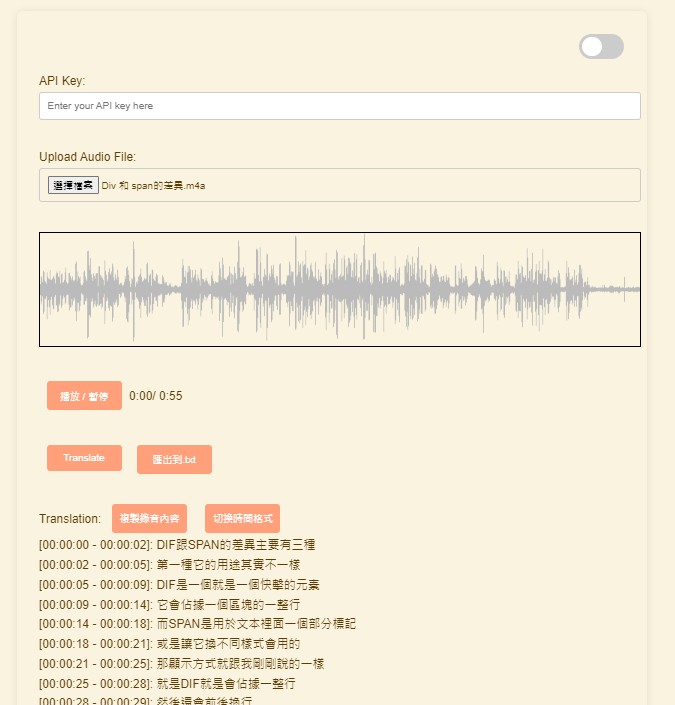 API Key:
Enter your API key here
Upload Audio File:
選擇檔案 Div 和 span的差異.m4a
播放 / 暫停 0:00/ 0:55
Translate 匯出到.txt
Translation: 複製錄音內容 切換時間格式
[00:00:00 - 00:00:02]: DIF跟SPAN的差異主要有三種
[00:00:02 - 00:00:05]: 第一種它的用途其實不一樣
[00:00:05 - 00:00:09]: DIF是一個就是一個快擊的元素
[00:00:09 - 00:00:14]: 它會佔據一個區塊的一整行
[00:00:14 - 00:00:18]: 而SPAN是用於文本裡面一個部分標記
[00:00:18 - 00:00:21]: 或是讓它換不同樣式會用的
[00:00:21 - 00:00:25]: 那顯示方式就跟我剛剛說的一樣
[00:00:25 - 00:00:28]: 就是DIF就是會佔據一整行
[00:00:28 - 00:00:29]: 然後還會前後換行